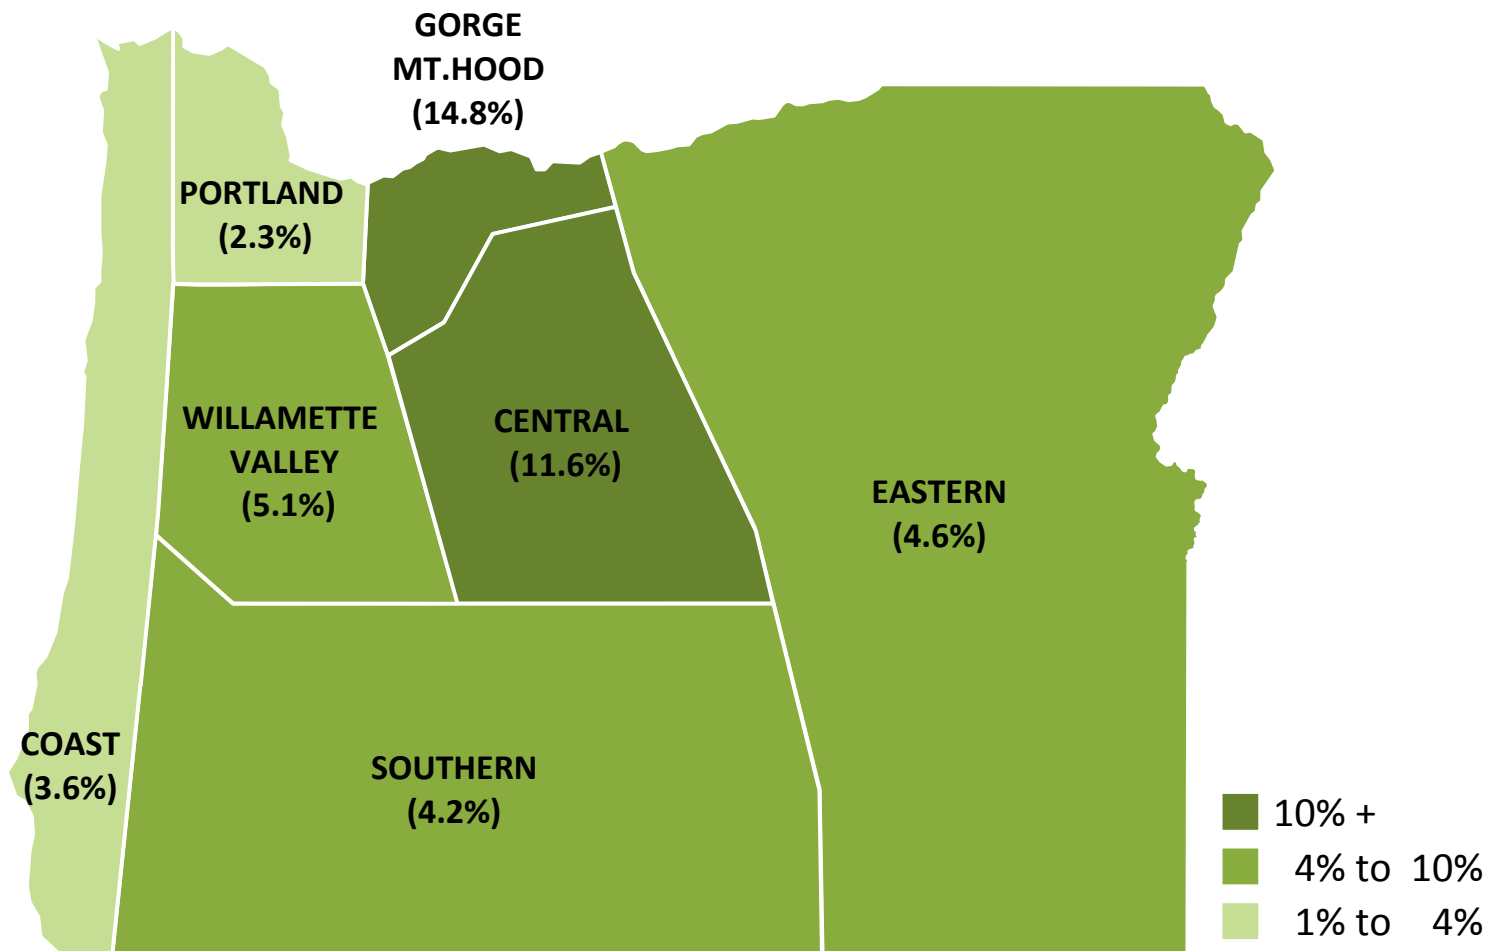 GORGE
MT.HOOD
(14.8%)
PORTLAND
(2.3%)
WILLAMETTE
VALLEY
(5.1%)
CENTRAL
(11.6%)
EASTERN
(4.6%)
COAST
(3.6%)
SOUTHERN
(4.2%)
10% +
4% to 10%
1% to 4%